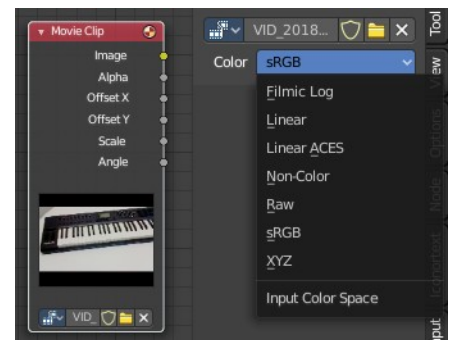 Movie Clip
Image
Alpha
Offset X
Offset Y
Scale
Angle
VID_
VID_2018...
Color sRGB
Filmic Log
Linear
Linear ACES
Non-Color
Raw
sRGB
XYZ
Input Color Space
Tool
View
Options
Node